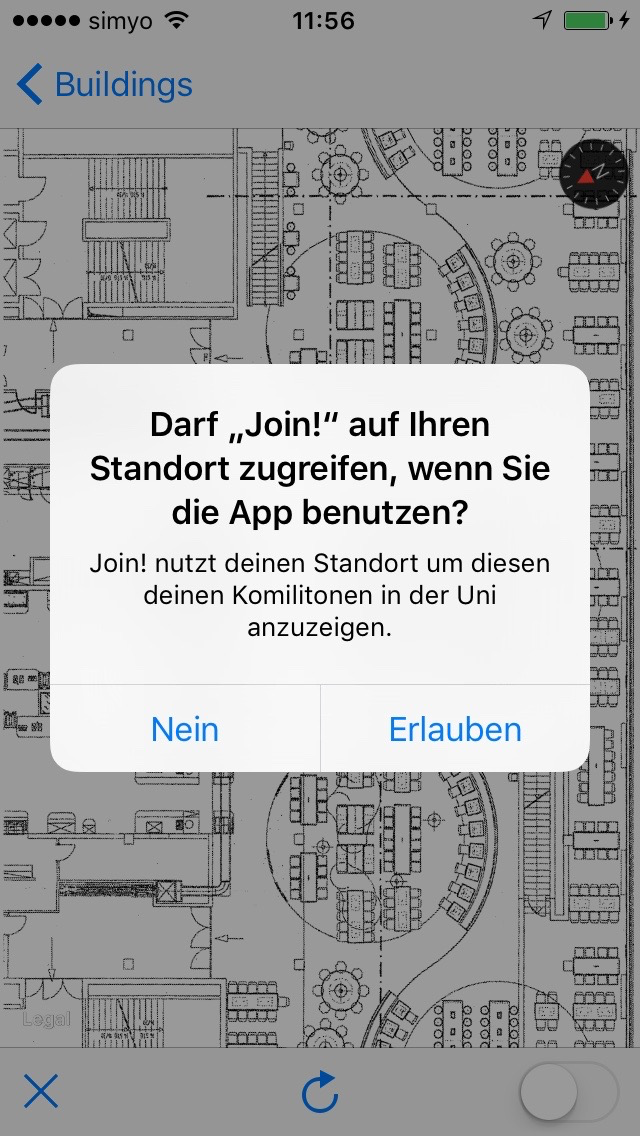 simyo 11:56
Buildings
N
Darf „Join!“ auf Ihren
Standort zugreifen, wenn Sie
die App benutzen?
Join! nutzt deinen Standort um diesen
deinen Komilitonen in der Uni
anzuzeigen.
Nein Erlauben
Legal